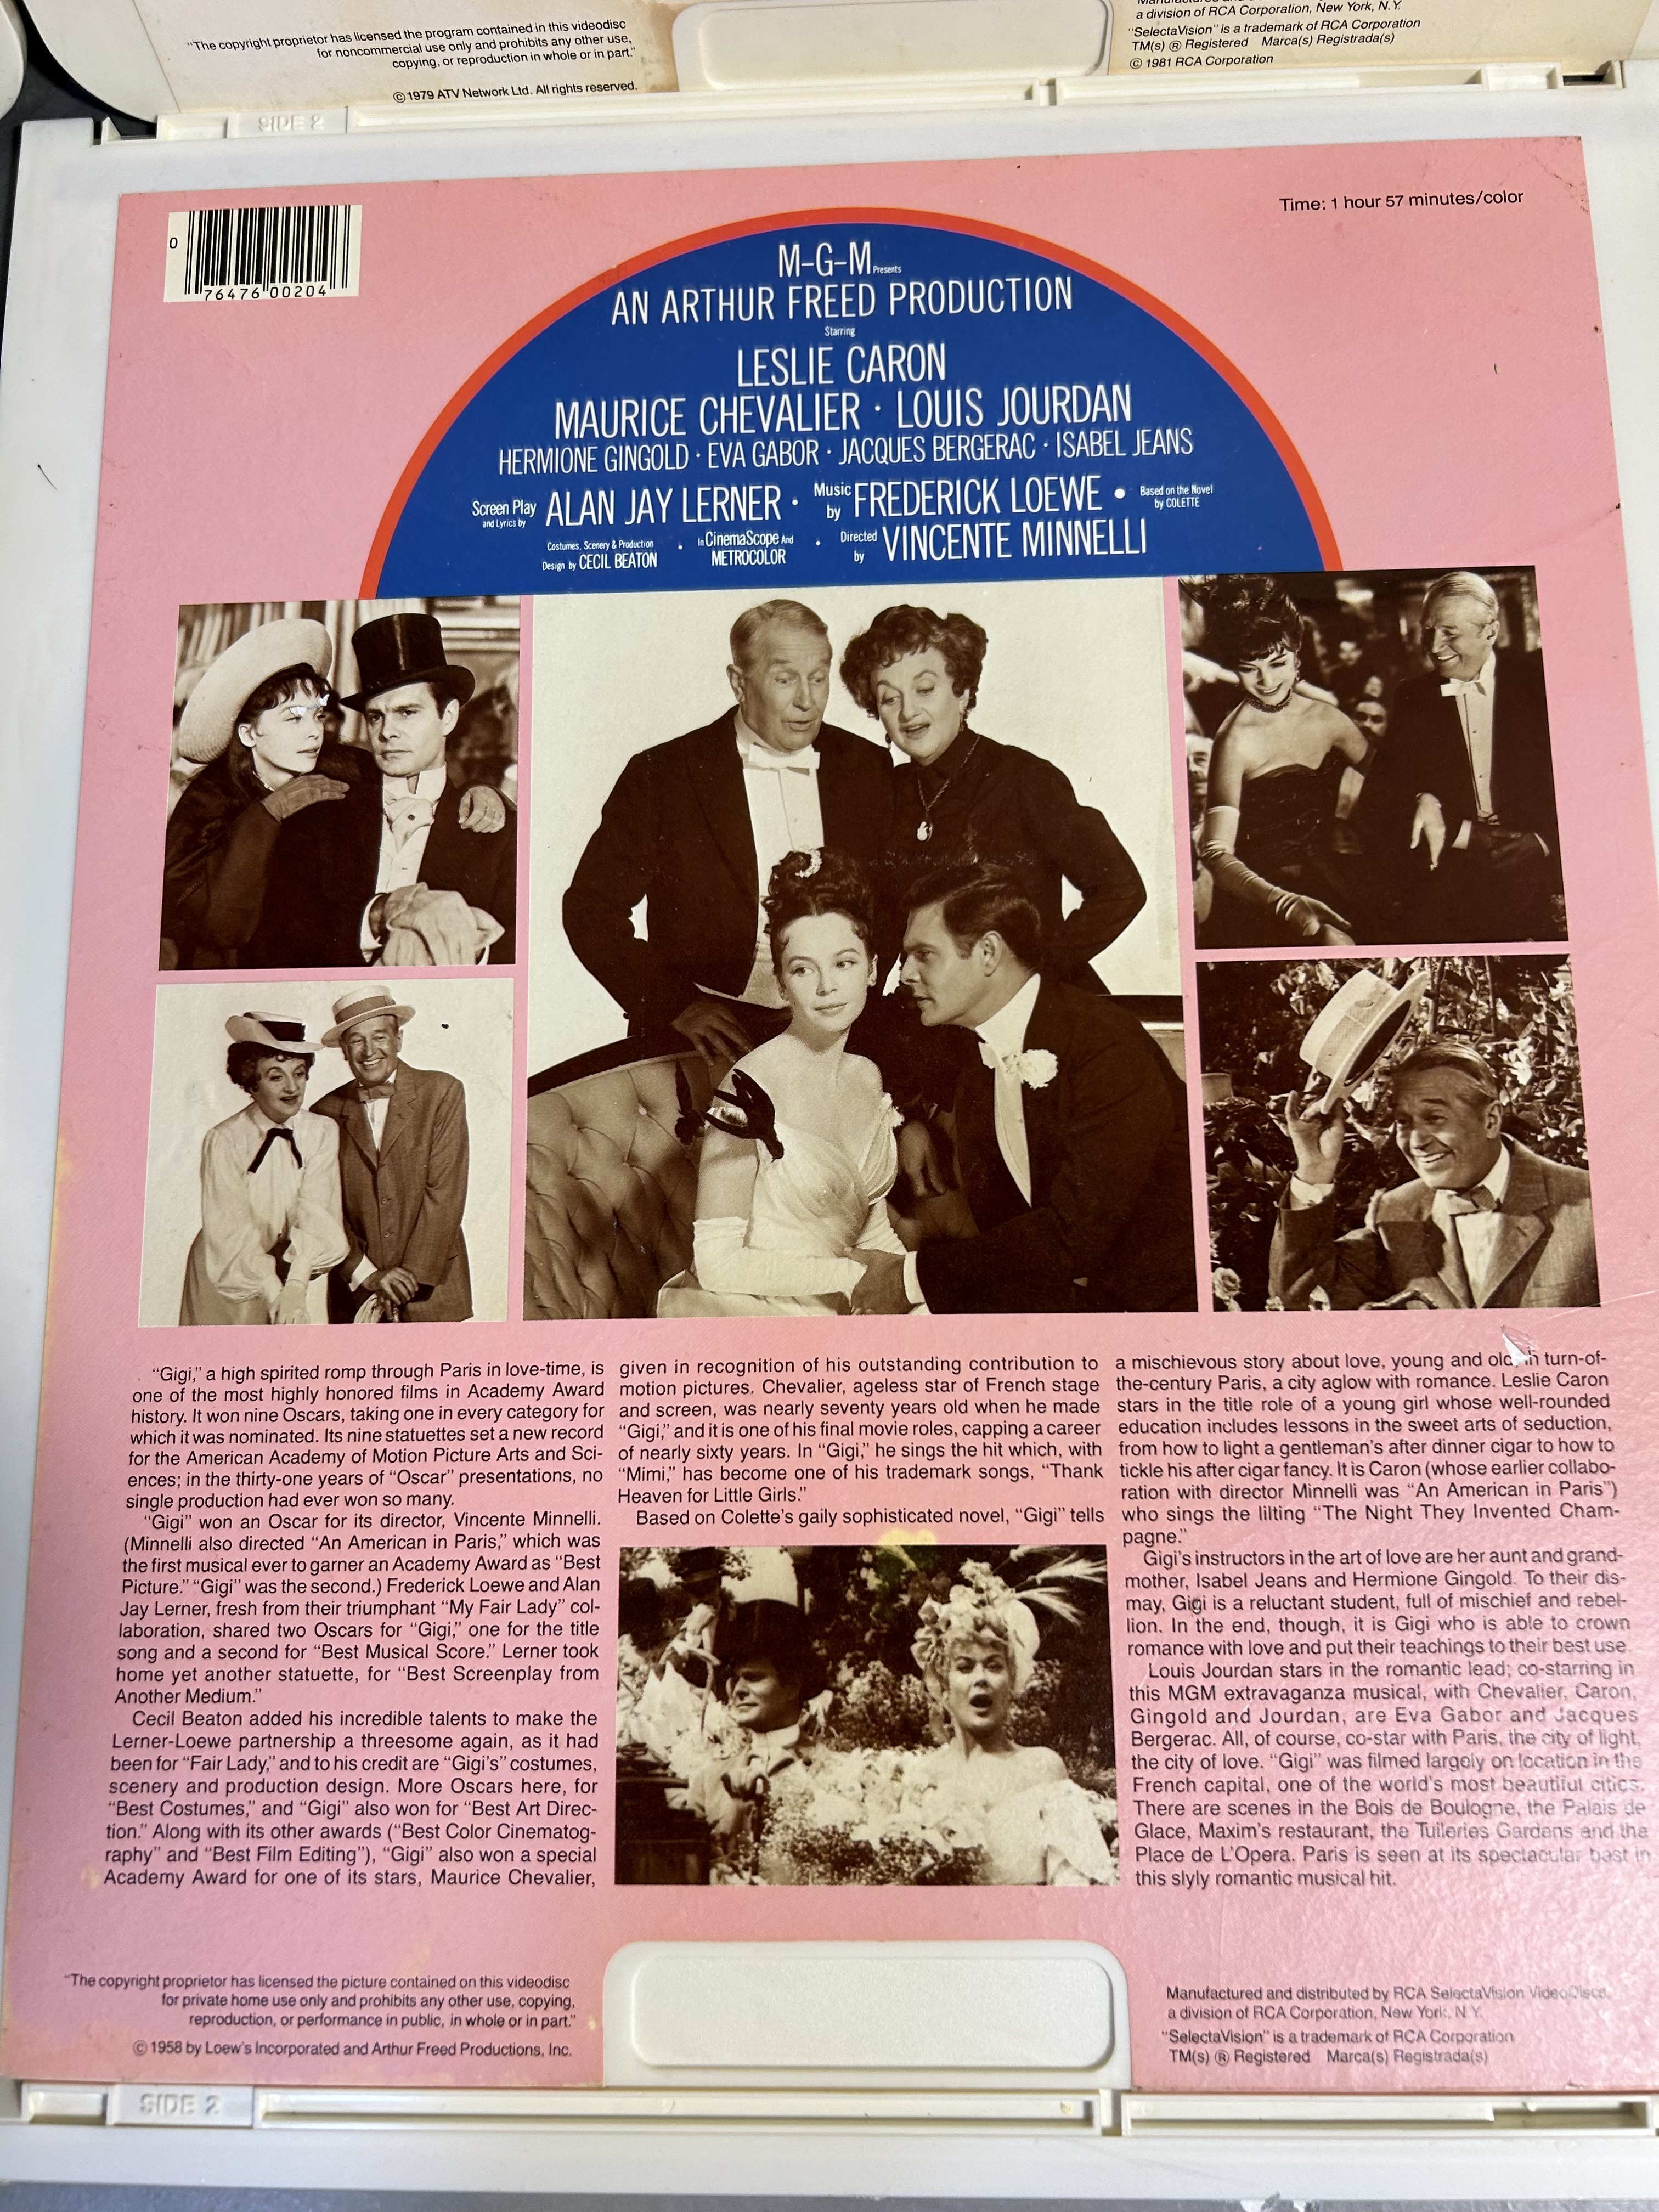 "The copyright proprietor has licensed the program contained in this videodisc
for noncommercial use only and prohibits any other use,
copying, or reproduction in whole or in part."
© 1979 ATV Network Ltd. All rights reserved.
a division of RCA Corporation, New York, N.Y.
"SelectaVision" is a trademark of RCA Corporation
TM(s) ® Registered Marca(s) Registrada(s)
© 1981 RCA Corporation
SIDE 2
0
76476 00204
Time: 1 hour 57 minutes/color
M-G-M Presents
AN ARTHUR FREED PRODUCTION
Starring
LESLIE CARON
MAURICE CHEVALIER · LOUIS JOURDAN
HERMIONE GINGOLD · EVA GABOR · JACQUES BERGERAC · ISABEL JEANS
Screen Play and Lyrics by ALAN JAY LERNER · Music by FREDERICK LOEWE • Based on the Novel by COLETTE
Costumes, Scenery & Production Design by CECIL BEATON · In CinemaScope And METROCOLOR · Directed by VINCENTE MINNELLI
"Gigi," a high spirited romp through Paris in love-time, is
one of the most highly honored films in Academy Award
history. It won nine Oscars, taking one in every category for
which it was nominated. Its nine statuettes set a new record
for the American Academy of Motion Picture Arts and Sci-
ences; in the thirty-one years of "Oscar" presentations, no
single production had ever won so many.
"Gigi" won an Oscar for its director, Vincente Minnelli.
(Minnelli also directed "An American in Paris," which was
the first musical ever to garner an Academy Award as "Best
Picture." "Gigi" was the second.) Frederick Loewe and Alan
Jay Lerner, fresh from their triumphant "My Fair Lady" col-
laboration, shared two Oscars for "Gigi," one for the title
song and a second for "Best Musical Score." Lerner took
home yet another statuette, for "Best Screenplay from
Another Medium."
Cecil Beaton added his incredible talents to make the
Lerner-Loewe partnership a threesome again, as it had
been for "Fair Lady," and to his credit are "Gigi's" costumes,
scenery and production design. More Oscars here, for
"Best Costumes," and "Gigi" also won for "Best Art Direc-
tion." Along with its other awards ("Best Color Cinematog-
raphy" and "Best Film Editing"), "Gigi" also won a special
Academy Award for one of its stars, Maurice Chevalier,
given in recognition of his outstanding contribution to
motion pictures. Chevalier, ageless star of French stage
and screen, was nearly seventy years old when he made
"Gigi," and it is one of his final movie roles, capping a career
of nearly sixty years. In "Gigi," he sings the hit which, with
"Mimi," has become one of his trademark songs, "Thank
Heaven for Little Girls."
Based on Colette's gaily sophisticated novel, "Gigi" tells
a mischievous story about love, young and old, in turn-of-
the-century Paris, a city aglow with romance. Leslie Caron
stars in the title role of a young girl whose well-rounded
education includes lessons in the sweet arts of seduction,
from how to light a gentleman's after dinner cigar to how to
tickle his after cigar fancy. It is Caron (whose earlier collabo-
ration with director Minnelli was "An American in Paris")
who sings the lilting "The Night They Invented Cham-
pagne."
Gigi's instructors in the art of love are her aunt and grand-
mother, Isabel Jeans and Hermione Gingold. To their dis-
may, Gigi is a reluctant student, full of mischief and rebel-
lion. In the end, though, it is Gigi who is able to crown
romance with love and put their teachings to their best use.
Louis Jourdan stars in the romantic lead; co-starring in
this MGM extravaganza musical, with Chevalier, Caron,
Gingold and Jourdan, are Eva Gabor and Jacques
Bergerac. All, of course, co-star with Paris, the city of light,
the city of love. "Gigi" was filmed largely on location in the
French capital, one of the world's most beautiful cities.
There are scenes in the Bois de Boulogne, the Palais de
Glace, Maxim's restaurant, the Tuileries Gardens and the
Place de L'Opera. Paris is seen at its spectacular best in
this slyly romantic musical hit.
"The copyright proprietor has licensed the picture contained on this videodisc
for private home use only and prohibits any other use, copying,
reproduction, or performance in public, in whole or in part."
© 1958 by Loew's Incorporated and Arthur Freed Productions, Inc.
Manufactured and distributed by RCA SelectaVision VideoDiscs,
a division of RCA Corporation, New York, N.Y.
"SelectaVision" is a trademark of RCA Corporation
TM(s) ® Registered Marca(s) Registrada(s)
SIDE 2